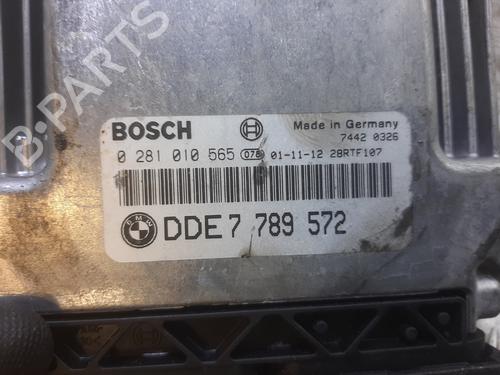 B-PARTS
BOSCH
Made in Germany
7442 0326
0 281 010 565 078 01-11-12 28RTF107
BMW
DDE 7 789 572